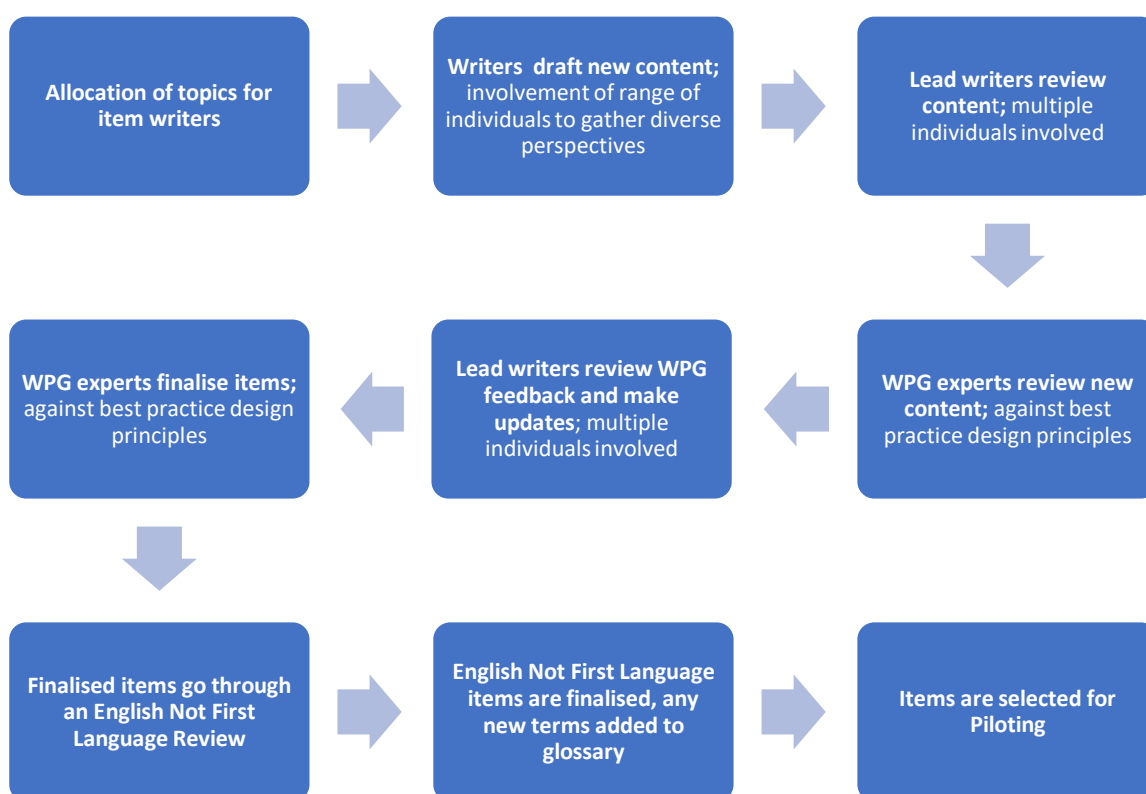 Allocation of topics for
item writers
Writers draft new content;
involvement of range of
individuals to gather diverse
perspectives
Lead writers review
content; multiple
individuals involved
WPG experts review new
content; against best
practice design principles
Lead writers review WPG
feedback and make
updates; multiple
individuals involved
WPG experts finalise items;
against best practice design
principles
Finalised items go through
an English Not First
Language Review
English Not First Language
items are finalised, any
new terms added to
glossary
Items are selected for
Piloting